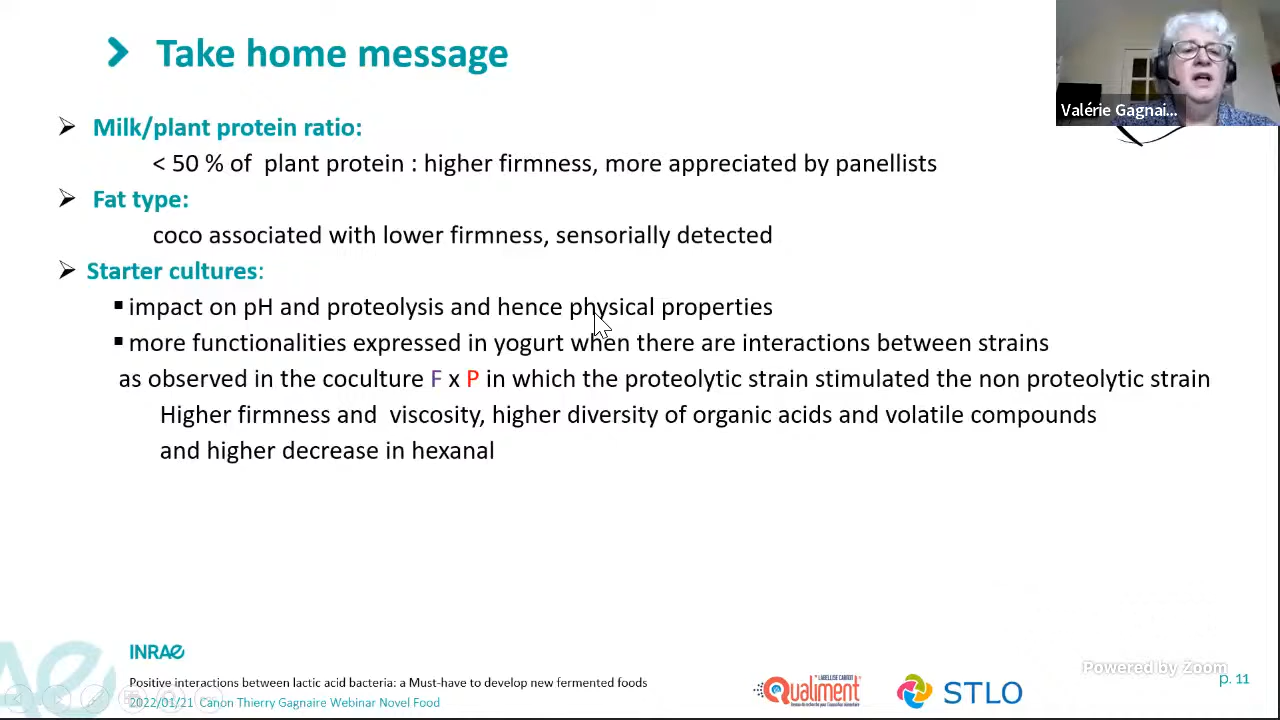 Take home message
Valérie Gagnai...
Milk/plant protein ratio:
< 50 % of plant protein : higher firmness, more appreciated by panellists
Fat type:
coco associated with lower firmness, sensorially detected
Starter cultures:
impact on pH and proteolysis and hence physical properties
more functionalities expressed in yogurt when there are interactions between strains
as observed in the coculture F x P in which the proteolytic strain stimulated the non proteolytic strain
Higher firmness and viscosity, higher diversity of organic acids and volatile compounds
and higher decrease in hexanal
INRAE
Positive interactions between lactic acid bacteria: a Must-have to develop new fermented foods
2022/01/21 Canon Thierry Gagnaire Webinar Novel Food
Qualiment
STLO
Powered by Zoom
p. 11